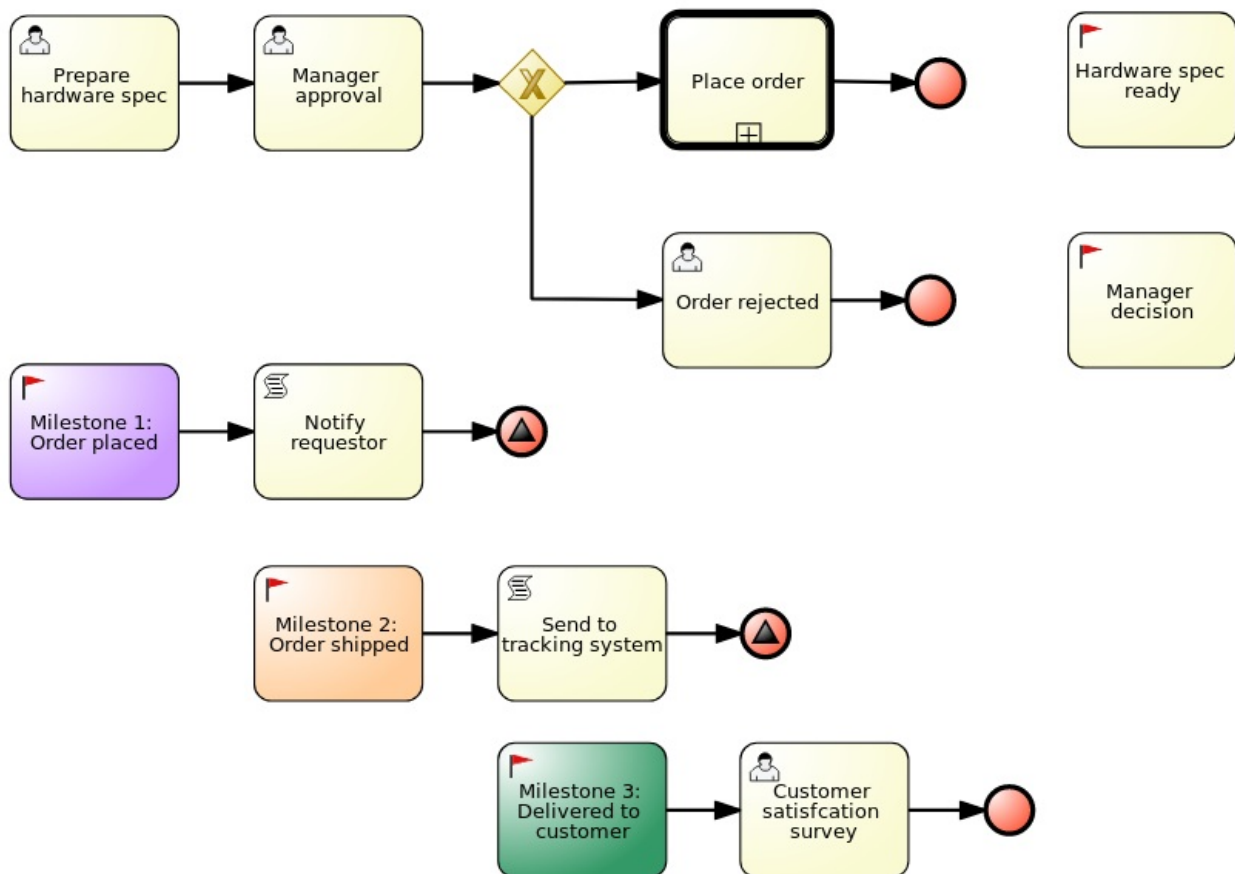 Prepare
hardware spec
Manager
approval
Place order
Hardware spec
ready
Order rejected
Manager
decision
Milestone 1:
Order placed
Notify
requestor
Milestone 2:
Order shipped
Send to
tracking system
Milestone 3:
Delivered to
customer
Customer
satisfcation
survey